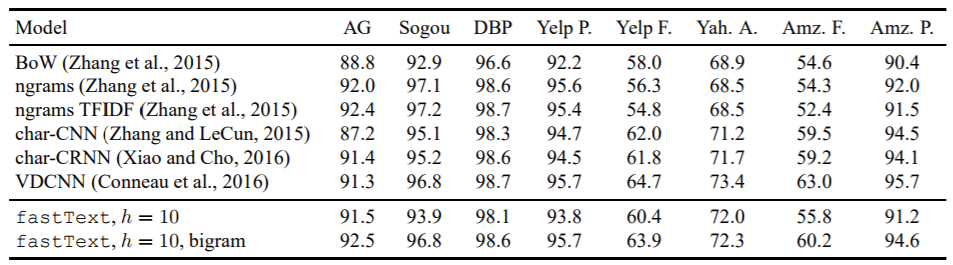 Model AG Sogou DBP Yelp P. Yelp F. Yah. A. Amz. F. Amz. P.
BoW (Zhang et al., 2015) 88.8 92.9 96.6 92.2 58.0 68.9 54.6 90.4
ngrams (Zhang et al., 2015) 92.0 97.1 98.6 95.6 56.3 68.5 54.3 92.0
ngrams TFIDF (Zhang et al., 2015) 92.4 97.2 98.7 95.4 54.8 68.5 52.4 91.5
char-CNN (Zhang and LeCun, 2015) 87.2 95.1 98.3 94.7 62.0 71.2 59.5 94.5
char-CRNN (Xiao and Cho, 2016) 91.4 95.2 98.6 94.5 61.8 71.7 59.2 94.1
VDCNN (Conneau et al., 2016) 91.3 96.8 98.7 95.7 64.7 73.4 63.0 95.7
fastText, h = 10 91.5 93.9 98.1 93.8 60.4 72.0 55.8 91.2
fastText, h = 10, bigram 92.5 96.8 98.6 95.7 63.9 72.3 60.2 94.6